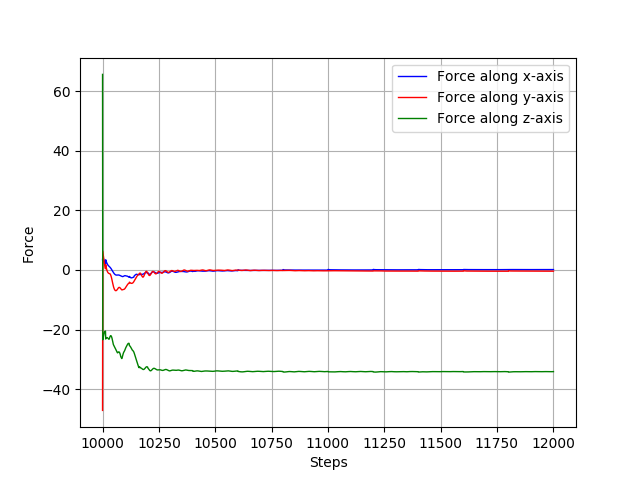 Force along x-axis
Force along y-axis
Force along z-axis
60
40
20
0
−20
−40
Force
10000 10250 10500 10750 11000 11250 11500 11750 12000
Steps